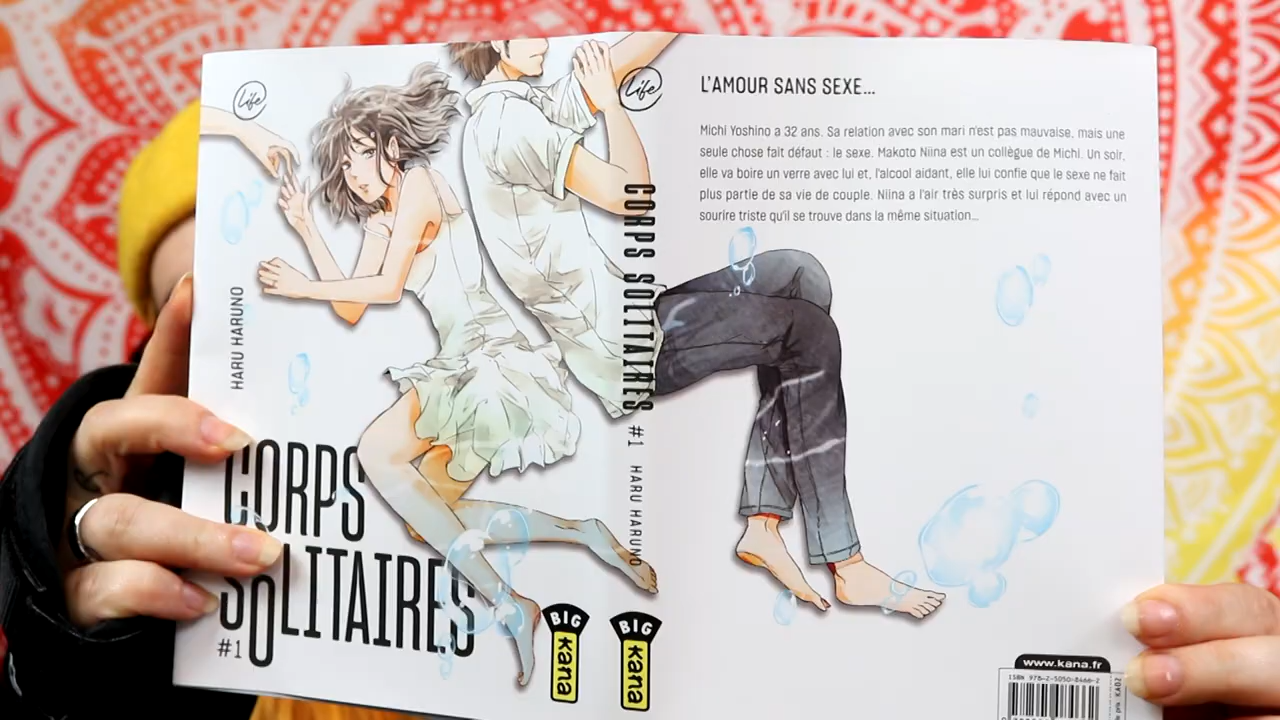 Life
HARU HARUNO
CORPS
SOLITAIRES
#1
BIG
kana
Life
CORPS SOLITAIRES #1 HARU HARUNO
BIG
kana
L'AMOUR SANS SEXE...
Michi Yoshino a 32 ans. Sa relation avec son mari n'est pas mauvaise, mais une
seule chose fait défaut : le sexe. Makoto Niina est un collègue de Michi. Un soir,
elle va boire un verre avec lui et, l'alcool aidant, elle lui confie que le sexe ne fait
plus partie de sa vie de couple. Niina a l'air très surpris et lui répond avec un
sourire triste qu'il se trouve dans la même situation...
www.kana.fr
ISBN 978-2-5050-8466-2